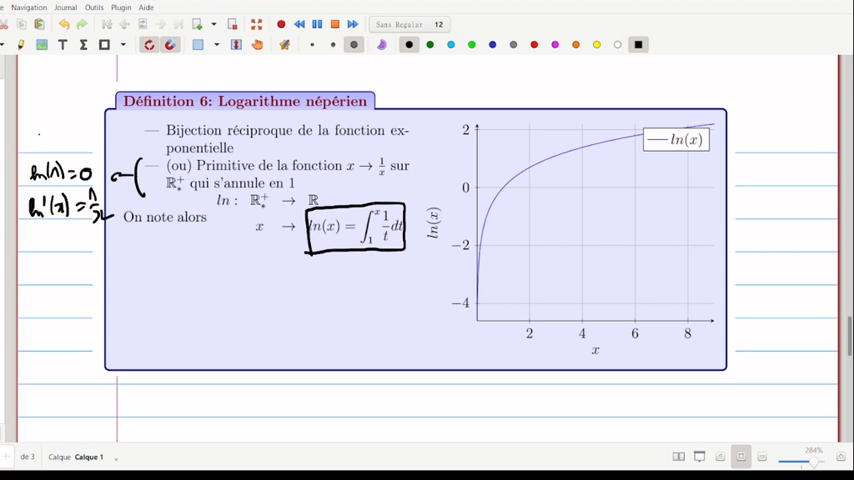 Navigation Journal Outils Plugin Aide
Sans Regular 12
Définition 6: Logarithme népérien
— Bijection réciproque de la fonction ex-
ponentielle
— (ou) Primitive de la fonction x → 1/x sur
ℝ*⁺ qui s'annule en 1
On note alors
ln : ℝ*⁺ → ℝ
x → ln(x) = ∫₁ˣ 1/t dt
ln(1) = 0
ln'(x) = 1/x
ln(x)
2
0
−2
−4
ln(x)
2 4 6 8
x
de 3 Calque Calque 1 284%